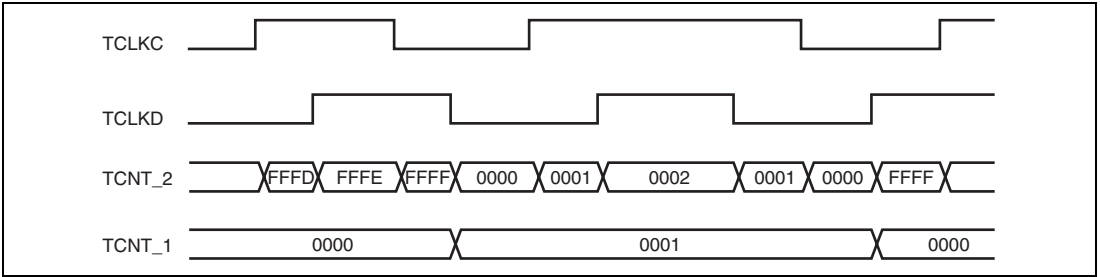 TCLKC
TCLKD
TCNT_2 FFFD FFFE FFFF 0000 0001 0002 0001 0000 FFFF
TCNT_1 0000 0001 0000